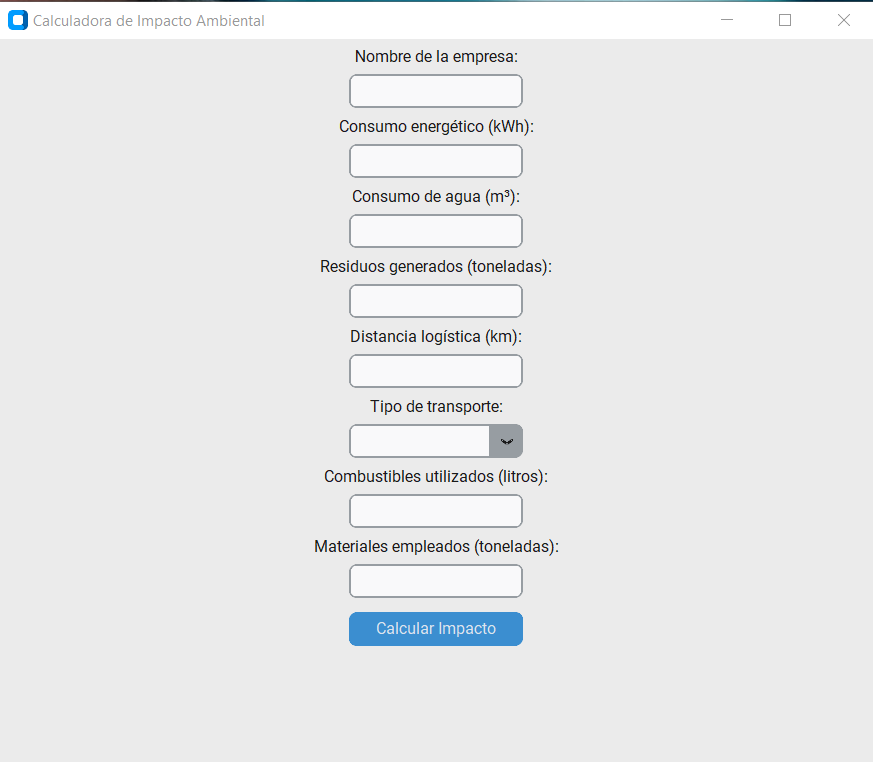 Calculadora de Impacto Ambiental
Nombre de la empresa:
Consumo energético (kWh):
Consumo de agua (m³):
Residuos generados (toneladas):
Distancia logística (km):
Tipo de transporte:
Combustibles utilizados (litros):
Materiales empleados (toneladas):
Calcular Impacto